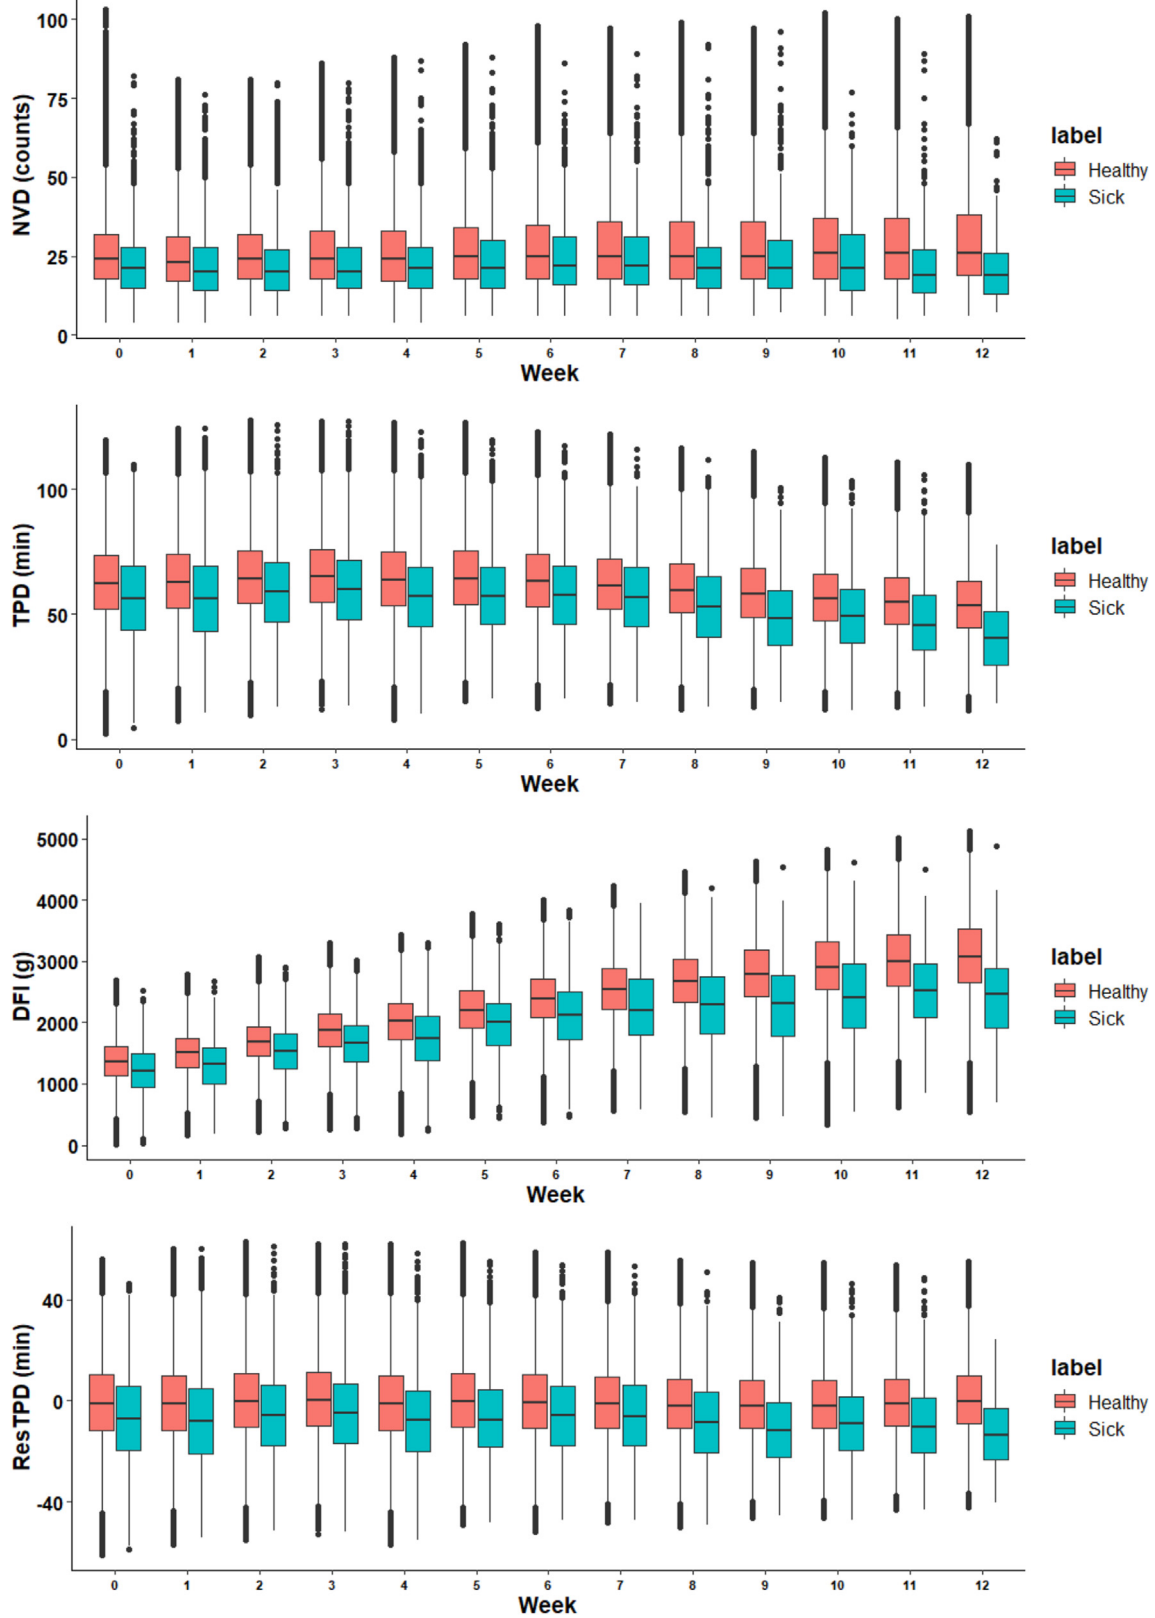 NVD (counts)
100
75
50
25
0
0 1 2 3 4 5 6 7 8 9 10 11 12
Week
label
Healthy
Sick
TPD (min)
100
50
0
0 1 2 3 4 5 6 7 8 9 10 11 12
Week
label
Healthy
Sick
DFI (g)
5000
4000
3000
2000
1000
0
0 1 2 3 4 5 6 7 8 9 10 11 12
Week
label
Healthy
Sick
ResTPD (min)
40
0
-40
0 1 2 3 4 5 6 7 8 9 10 11 12
Week
label
Healthy
Sick